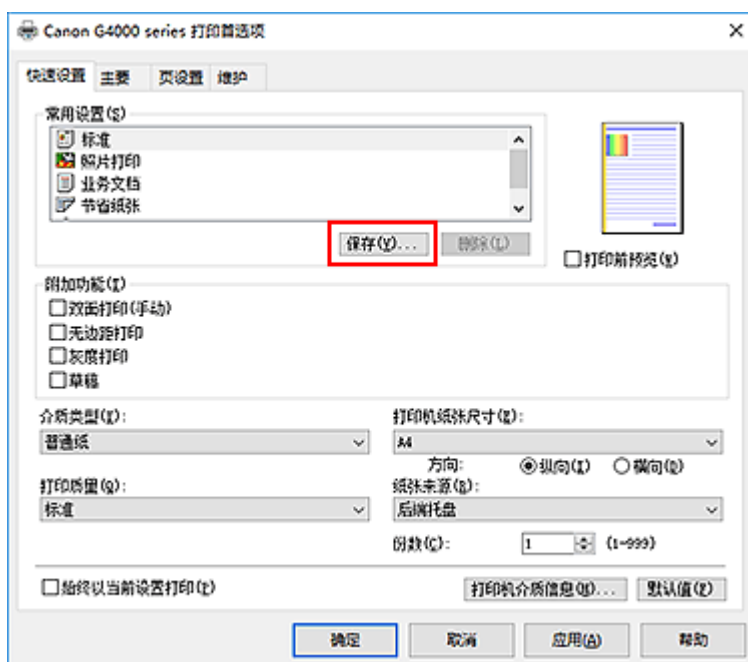 Canon G4000 series 打印首选项
快速设置 主要 页设置 维护
常用设置(S)
标准
照片打印
业务文档
节省纸张
保存(V)... 删除(L)
打印前预览(W)
附加功能(I)
双面打印(手动)
无边距打印
灰度打印
草稿
介质类型(Y): 打印机纸张尺寸(Z):
普通纸 A4
方向: 纵向(I) 横向(D)
打印质量(Q): 纸张来源(B):
标准 后端托盘
份数(C): 1 (1-999)
始终以当前设置打印(P) 打印机介质信息(M)... 默认值(F)
确定 取消 应用(A) 帮助